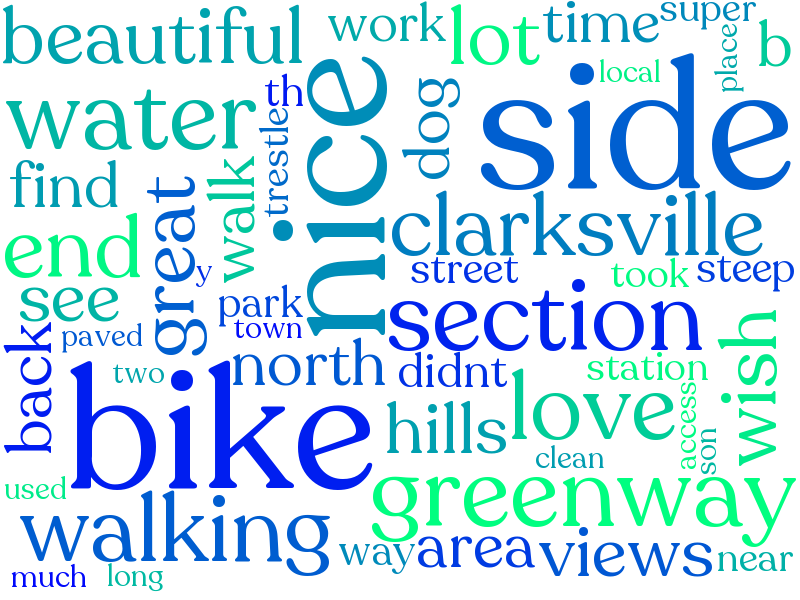 beautiful
work
lot
time
super
place
b
local
water
th
nice
dog
side
trestle
find
great
walk
clarksville
end
y
street
took
steep
see
park
section
paved
town
back
two
north
didnt
station
wish
bike
hills
love
access
son
clean
used
greenway
walking
way
area
views
near
much
long